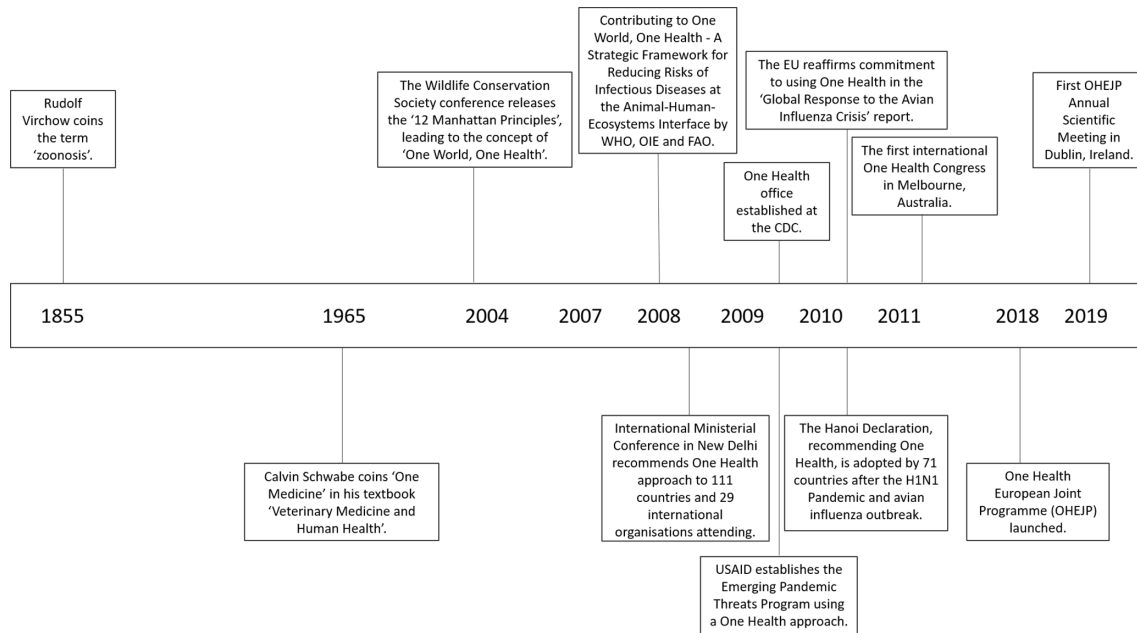 Rudolf
Virchow coins
the term
‘zoonosis’.
The Wildlife Conservation
Society conference releases
the ‘12 Manhattan Principles’,
leading to the concept of
‘One World, One Health’.
Contributing to One
World, One Health - A
Strategic Framework for
Reducing Risks of
Infectious Diseases at
the Animal-Human-
Ecosystems Interface by
WHO, OIE and FAO.
One Health
office
established at
the CDC.
The EU reaffirms commitment
to using One Health in the
‘Global Response to the Avian
Influenza Crisis’ report.
The first international
One Health Congress
in Melbourne,
Australia.
First OHEJP
Annual
Scientific
Meeting in
Dublin, Ireland.
1855 1965 2004 2007 2008 2009 2010 2011 2018 2019
Calvin Schwabe coins ‘One
Medicine’ in his textbook
‘Veterinary Medicine and
Human Health’.
International Ministerial
Conference in New Delhi
recommends One Health
approach to 111
countries and 29
international
organisations attending.
USAID establishes the
Emerging Pandemic
Threats Program using
a One Health approach.
The Hanoi Declaration,
recommending One
Health, is adopted by 71
countries after the H1N1
Pandemic and avian
influenza outbreak.
One Health
European Joint
Programme (OHEJP)
launched.